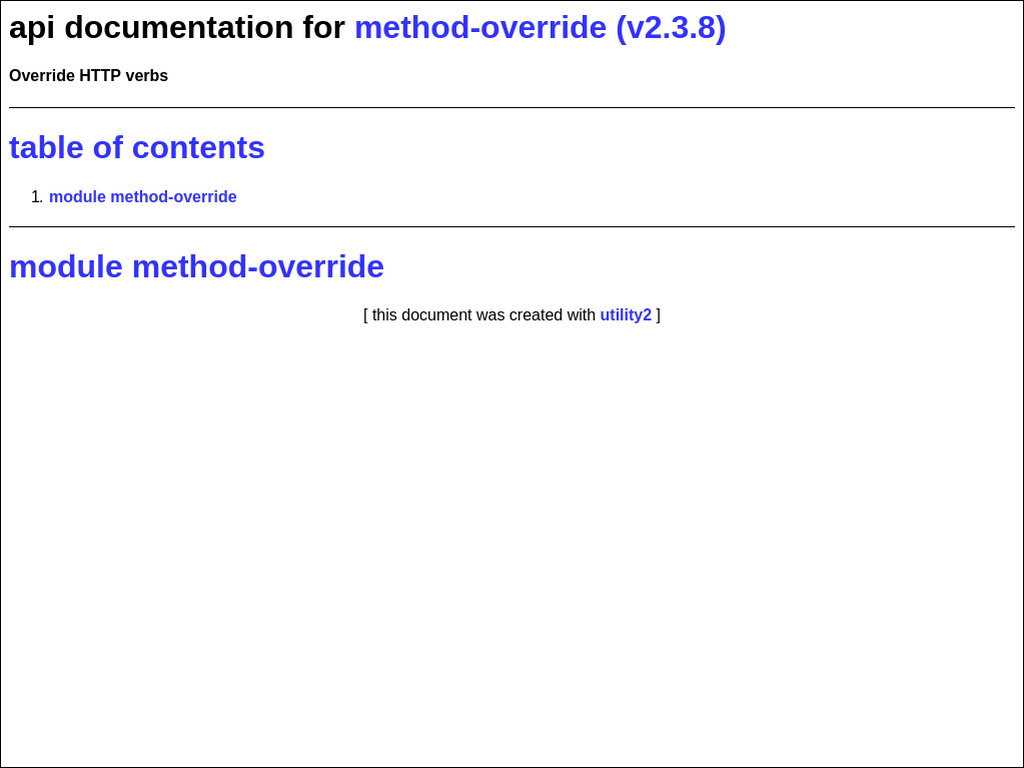 api documentation for method-override (v2.3.8)
Override HTTP verbs
table of contents
1. module method-override
module method-override
[ this document was created with utility2 ]